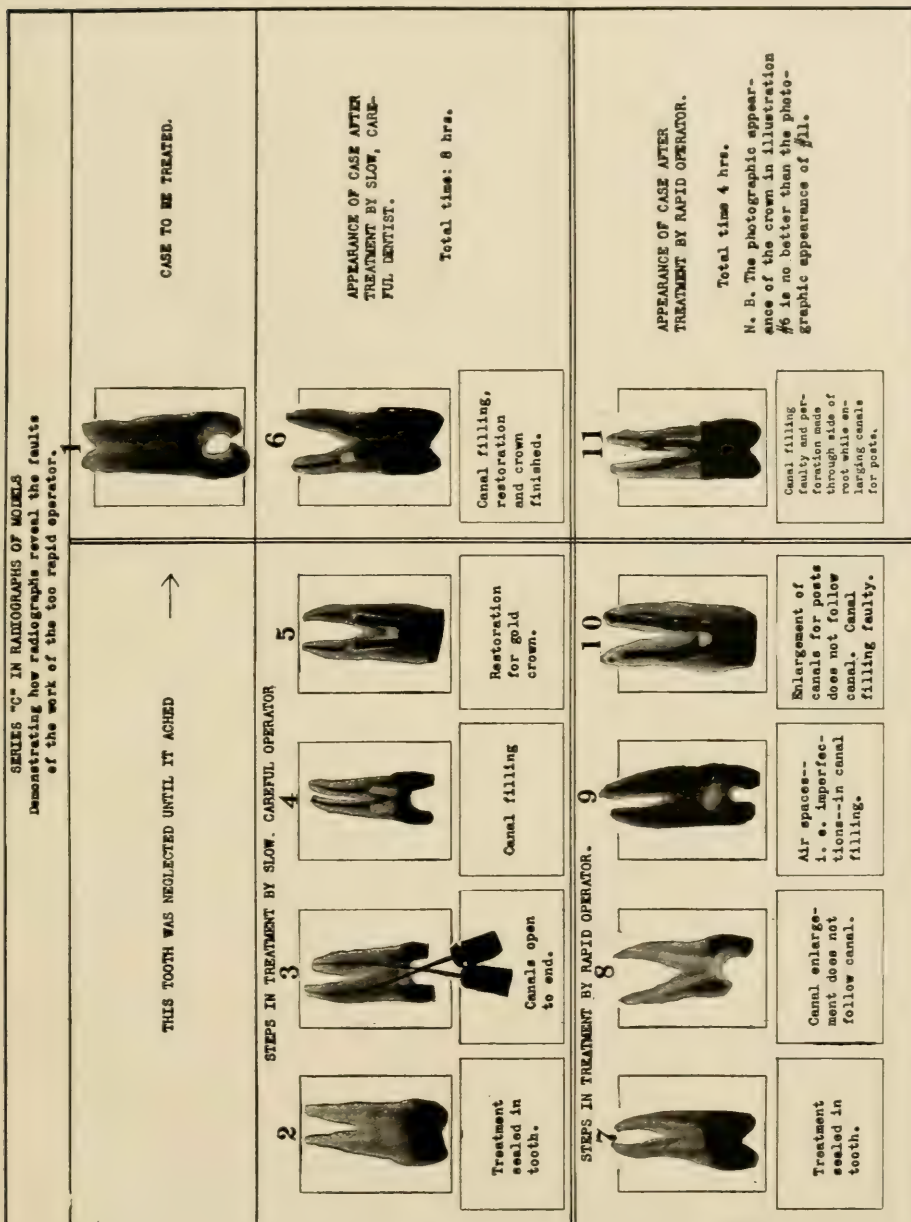 SERIES "C" IN RADIOGRAPHS OF MODELS
Demonstrating how radiographs reveal the faults
of the work of the too rapid operator.
THIS TOOTH WAS NEGLECTED UNTIL IT ACHED →
1
CASE TO BE TREATED.
STEPS IN TREATMENT BY SLOW. CAREFUL OPERATOR
2
Treatment
sealed in
tooth.
3
Canals open
to end.
4
Canal filling
5
Restoration
for gold
crown.
6
Canal filling,
restoration
and crown
finished.
APPEARANCE OF CASE AFTER
TREATMENT BY SLOW, CARE-
FUL DENTIST.
Total time: 8 hrs.
STEPS IN TREATMENT BY RAPID OPERATOR.
7
Treatment
sealed in
tooth.
8
Canal enlarge-
ment does not
follow canal.
9
Air spaces--
i. e. imperfec-
tions--in canal
filling.
10
Enlargement of
canals for posts
does not follow
canal. Canal
filling faulty.
11
Canal filling
faulty and per-
foration made
through side of
root while en-
larging canals
for posts.
APPEARANCE OF CASE AFTER
TREATMENT BY RAPID OPERATOR.
Total time 4 hrs.
N. B. The photographic appear-
ance of the crown in illustration
#6 is no better than the photo-
graphic appearance of #11.